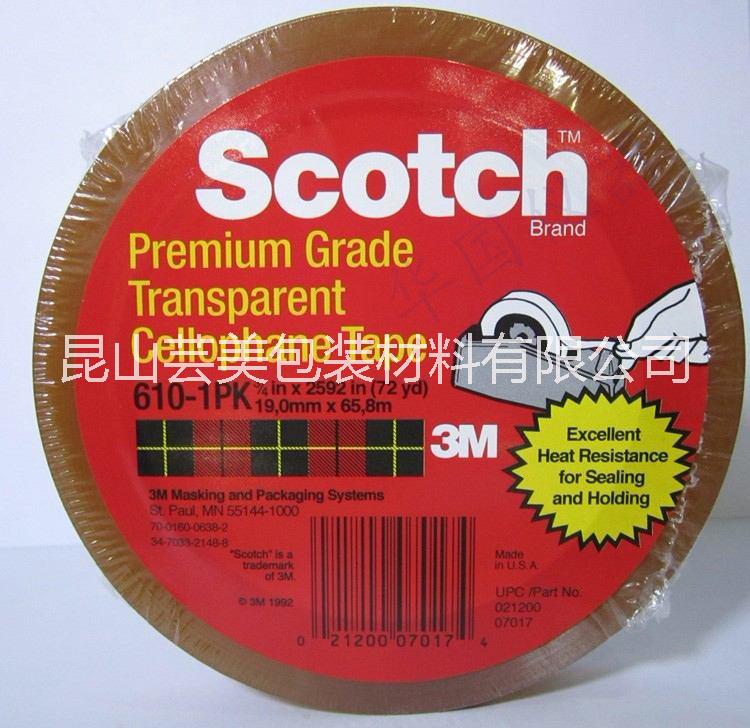 Scotch™
Brand
Premium Grade
Transparent
Cellophane Tape
昆山芸美包装材料有限公司
610-1PK ¾ in x 2592 in (72 yd)
19,0mm x 65,8m
3M
Excellent
Heat Resistance
for Sealing
and Holding
3M Masking and Packaging Systems
St. Paul, MN 55144-1000
70-0160-0638-2
34-7033-2148-8
"Scotch" is a
trademark
of 3M.
© 3M 1992
Made
in U.S.A.
UPC /Part No.
021200
07017
0 21200 07017 4